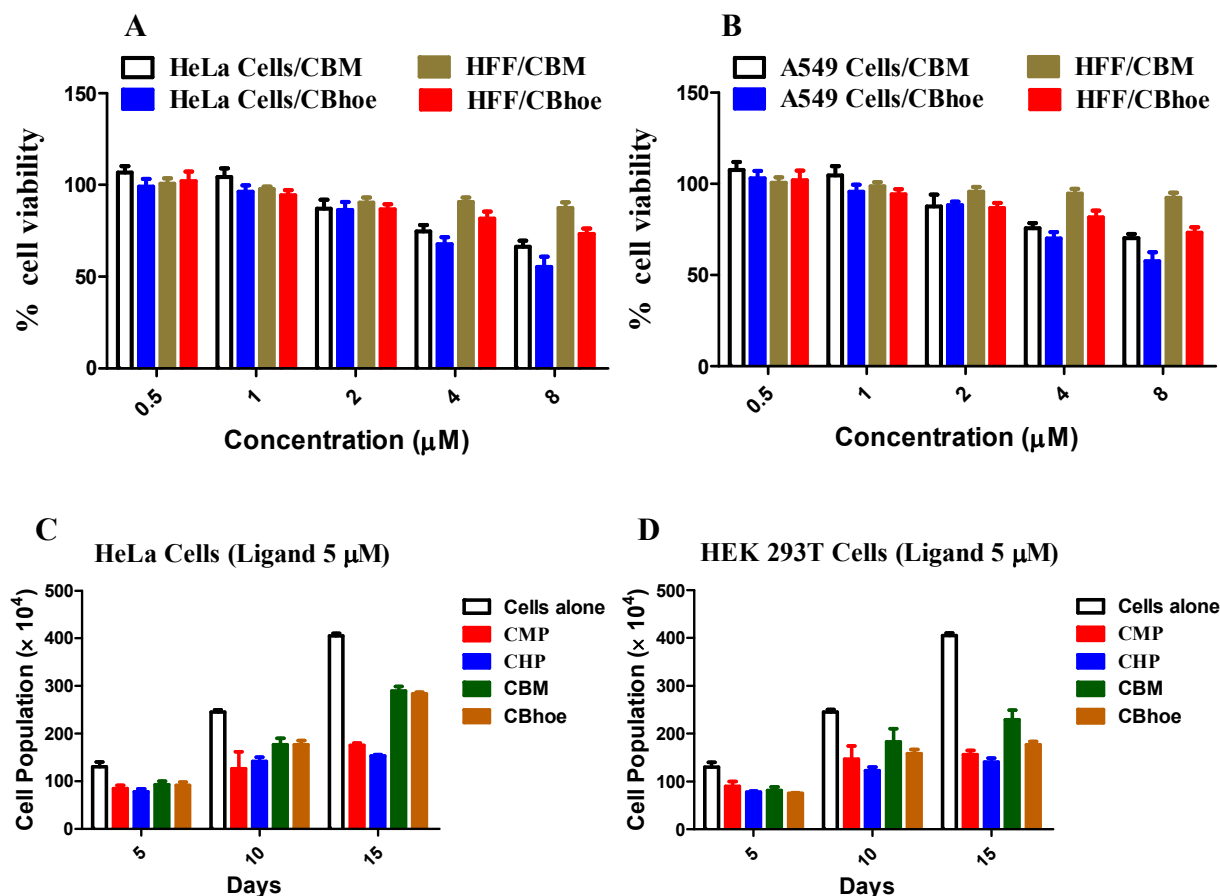 A
HeLa Cells/CBM
HFF/CBM
HeLa Cells/CBhoe
HFF/CBhoe
150
100
50
0
% cell viability
0.5
1
2
4
8
Concentration (μM)
B
A549 Cells/CBM
HFF/CBM
A549 Cells/CBhoe
HFF/CBhoe
150
100
50
0
% cell viability
0.5
1
2
4
8
Concentration (μM)
C
HeLa Cells (Ligand 5 μM)
500
400
300
200
100
0
Cell Population (× 10⁴)
Cells alone
CMP
CHP
CBM
CBhoe
5
10
15
Days
D
HEK 293T Cells (Ligand 5 μM)
500
400
300
200
100
0
Cell Population (× 10⁴)
Cells alone
CMP
CHP
CBM
CBhoe
5
10
15
Days